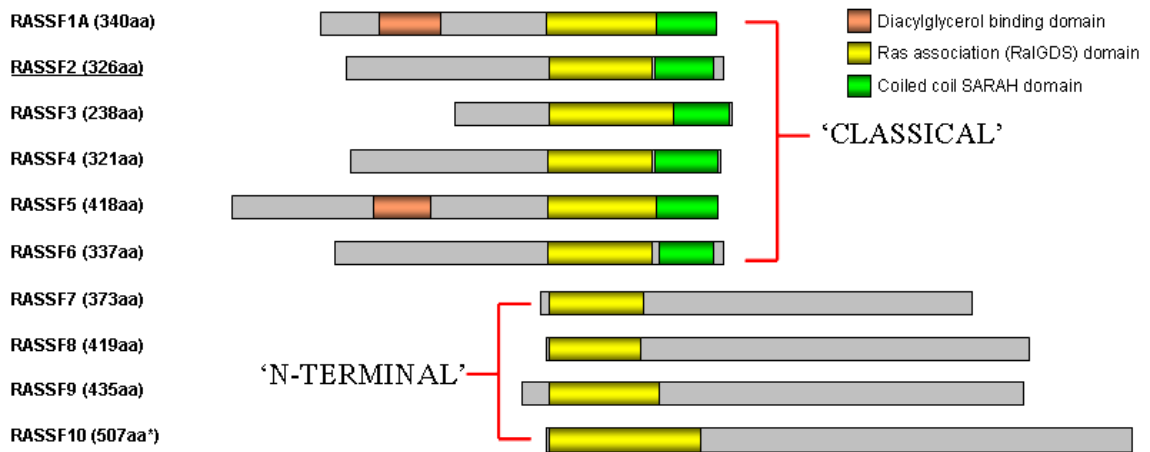 RASSF1A (340aa)
RASSF2 (326aa)
RASSF3 (238aa)
RASSF4 (321aa)
RASSF5 (418aa)
RASSF6 (337aa)
RASSF7 (373aa)
RASSF8 (419aa)
RASSF9 (435aa)
RASSF10 (507aa*)
Diacylglycerol binding domain
Ras association (RalGDS) domain
Coiled coil SARAH domain
‘CLASSICAL’
‘N-TERMINAL’